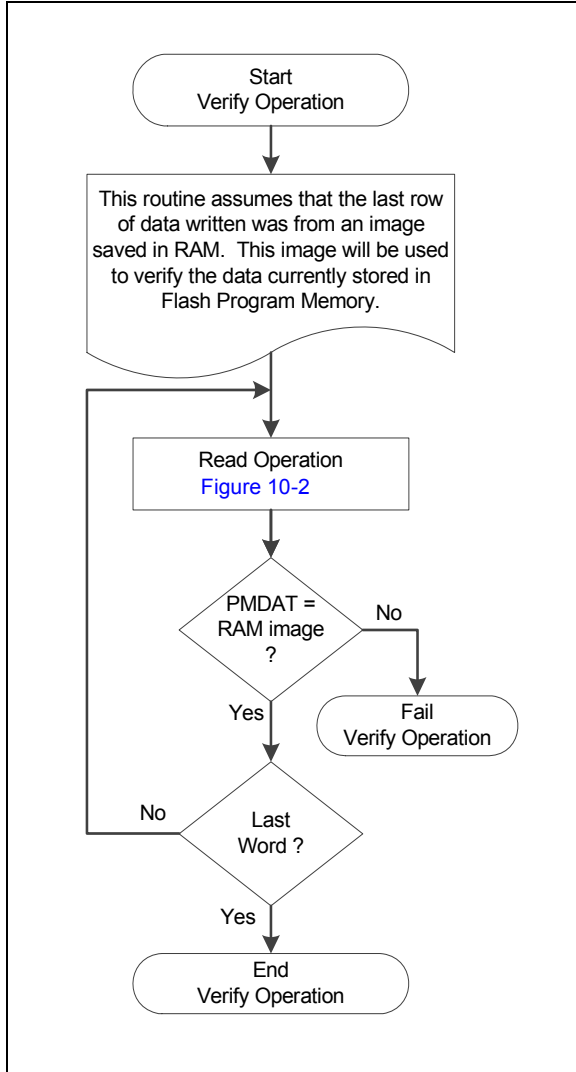 Start
Verify Operation
This routine assumes that the last row
of data written was from an image
saved in RAM. This image will be used
to verify the data currently stored in
Flash Program Memory.
Read Operation
Figure 10-2
PMDAT =
RAM image
?
No
Yes
Fail
Verify Operation
No
Last
Word ?
Yes
End
Verify Operation